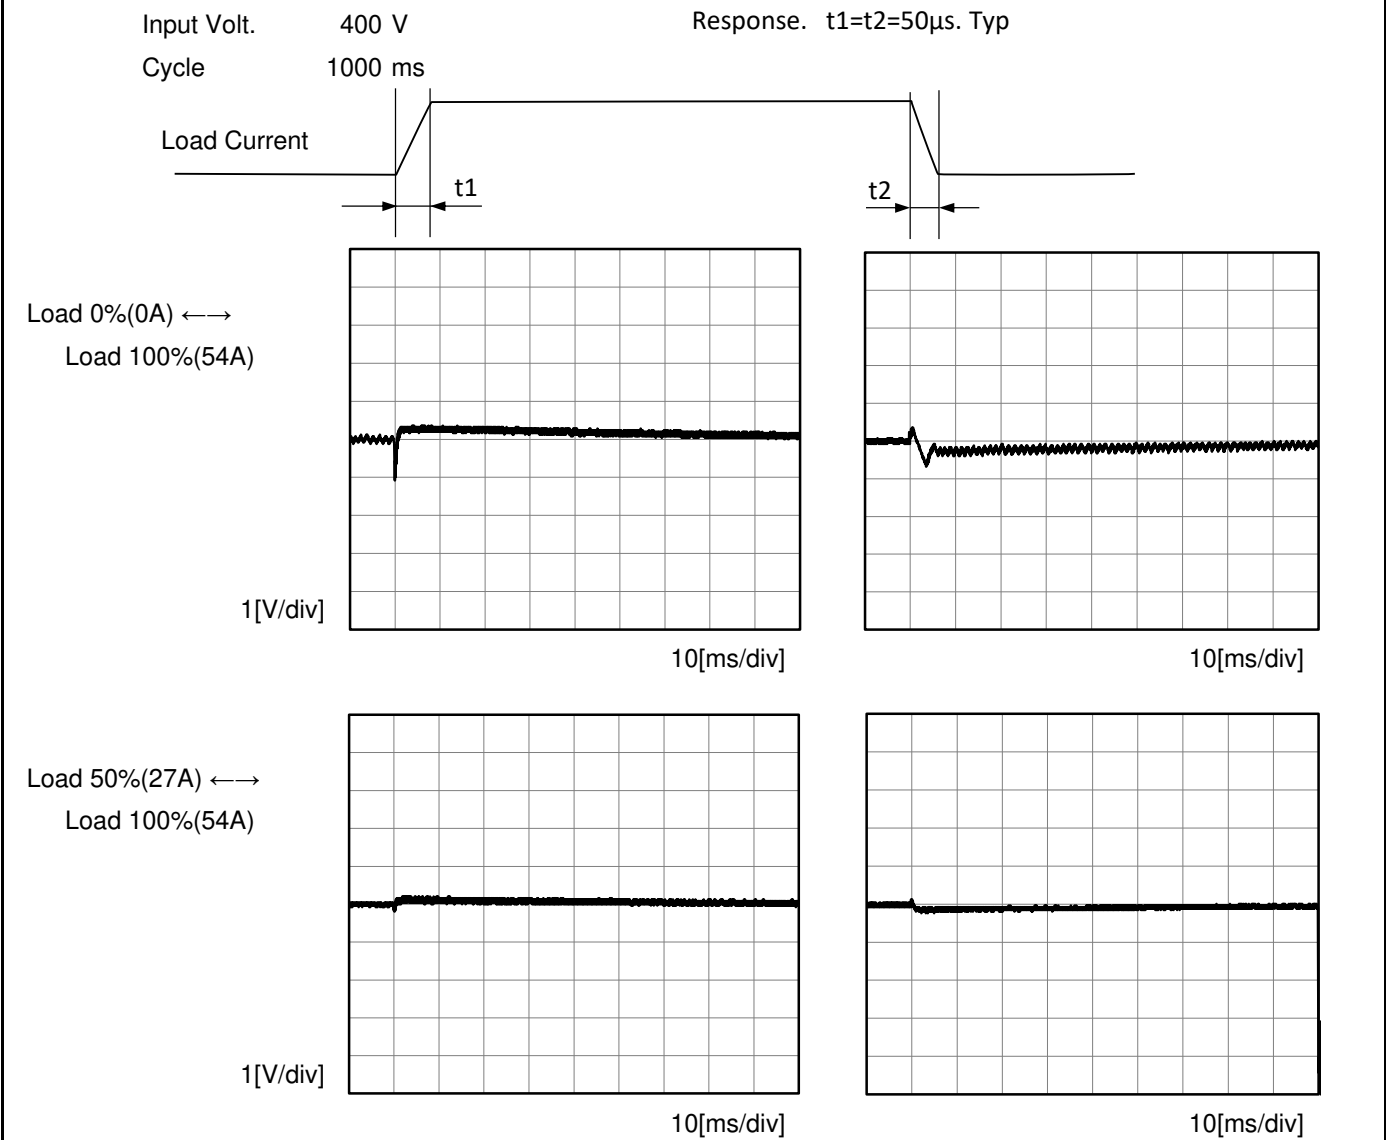 Input Volt. 400 V Response. t1=t2=50μs. Typ
Cycle 1000 ms
Load Current
t1
t2
Load 0%(0A) ←→
Load 100%(54A)
1[V/div]
10[ms/div] 10[ms/div]
Load 50%(27A) ←→
Load 100%(54A)
1[V/div]
10[ms/div] 10[ms/div]